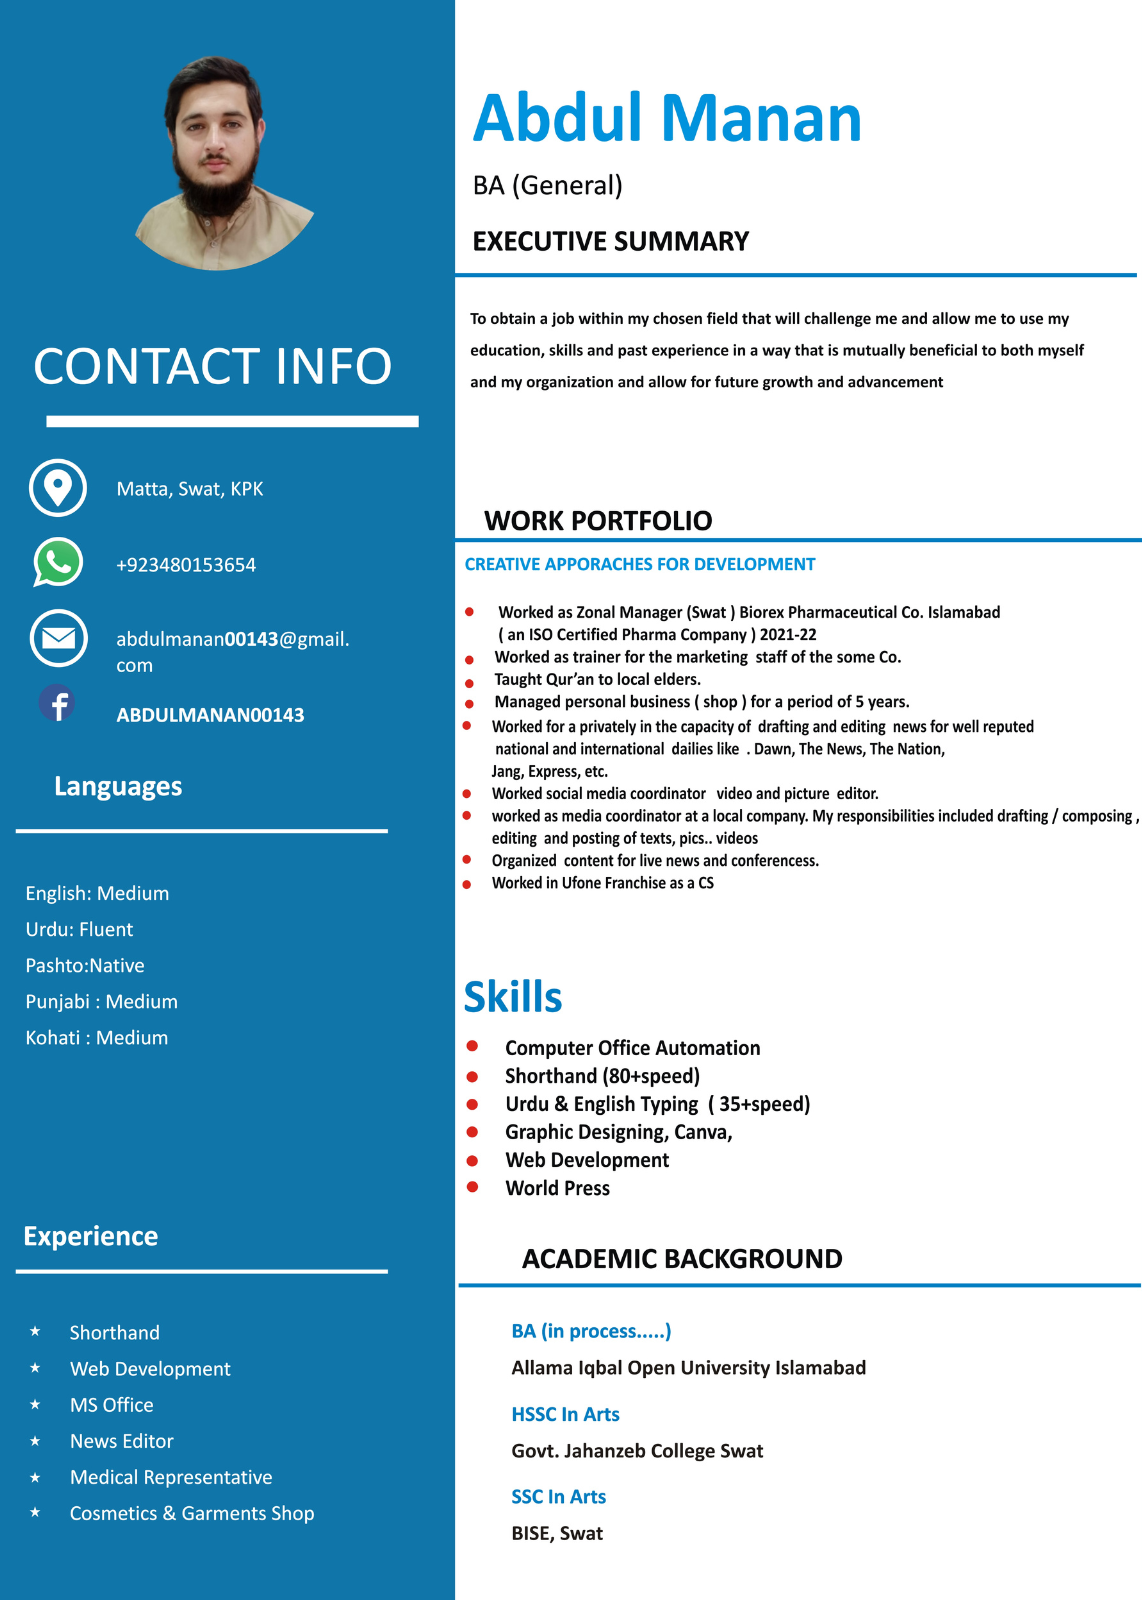 Abdul Manan
BA (General)
EXECUTIVE SUMMARY
To obtain a job within my chosen field that will challenge me and allow me to use my
education, skills and past experience in a way that is mutually beneficial to both myself
and my organization and allow for future growth and advancement
CONTACT INFO
Matta, Swat, KPK
+923480153654
abdulmanan00143@gmail.
com
ABDULMANAN00143
Languages
English: Medium
Urdu: Fluent
Pashto:Native
Punjabi : Medium
Kohati : Medium
Experience
Shorthand
Web Development
MS Office
News Editor
Medical Representative
Cosmetics & Garments Shop
WORK PORTFOLIO
CREATIVE APPORACHES FOR DEVELOPMENT
Worked as Zonal Manager (Swat ) Biorex Pharmaceutical Co. Islamabad
( an ISO Certified Pharma Company ) 2021-22
Worked as trainer for the marketing staff of the some Co.
Taught Qur’an to local elders.
Managed personal business ( shop ) for a period of 5 years.
Worked for a privately in the capacity of drafting and editing news for well reputed
national and international dailies like . Dawn, The News, The Nation,
Jang, Express, etc.
Worked social media coordinator video and picture editor.
worked as media coordinator at a local company. My responsibilities included drafting / composing ,
editing and posting of texts, pics.. videos
Organized content for live news and conferencess.
Worked in Ufone Franchise as a CS
Skills
Computer Office Automation
Shorthand (80+speed)
Urdu & English Typing ( 35+speed)
Graphic Designing, Canva,
Web Development
World Press
ACADEMIC BACKGROUND
BA (in process.....)
Allama Iqbal Open University Islamabad
HSSC In Arts
Govt. Jahanzeb College Swat
SSC In Arts
BISE, Swat